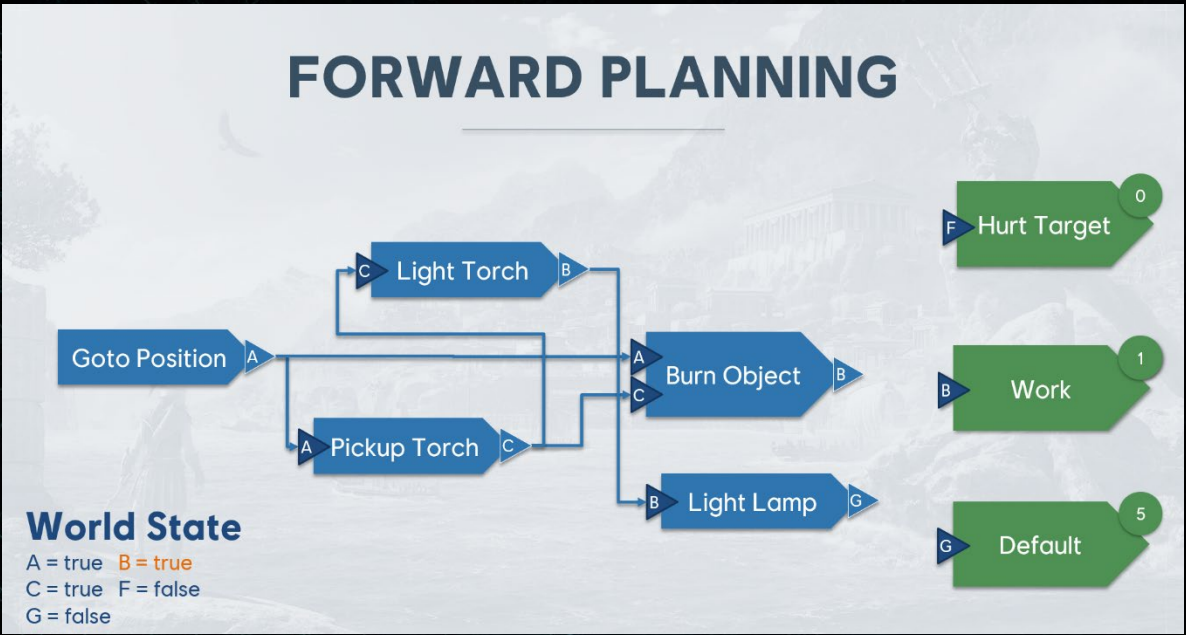 FORWARD PLANNING
0
F Hurt Target
C Light Torch B
Goto Position A
A
C
Burn Object B
1
B Work
A Pickup Torch C
B Light Lamp G
5
G Default
World State
A = true B = true
C = true F = false
G = false